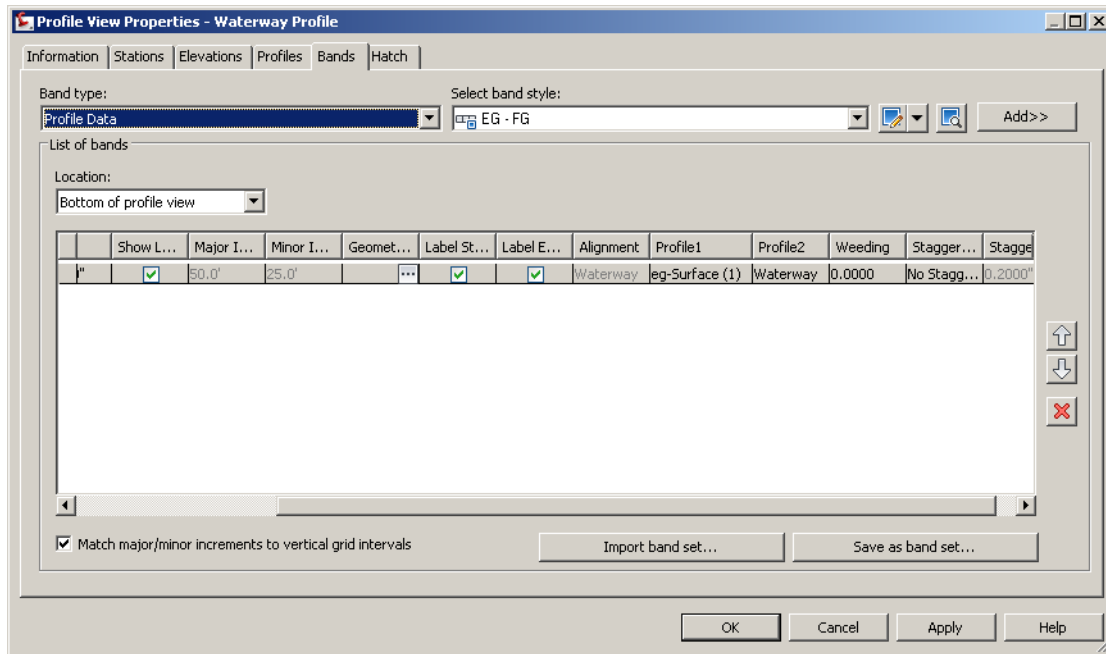 Profile View Properties - Waterway Profile
Information Stations Elevations Profiles Bands Hatch
Band type: Select band style:
Profile Data EG - FG Add>>
List of bands
Location:
Bottom of profile view
Show L... Major I... Minor I... Geomet... Label St... Label E... Alignment Profile1 Profile2 Weeding Stagger... Stagge
" 50.0' 25.0' ... Waterway eg-Surface (1) Waterway 0.0000 No Stagg... 0.2000"
Match major/minor increments to vertical grid intervals Import band set... Save as band set...
OK Cancel Apply Help